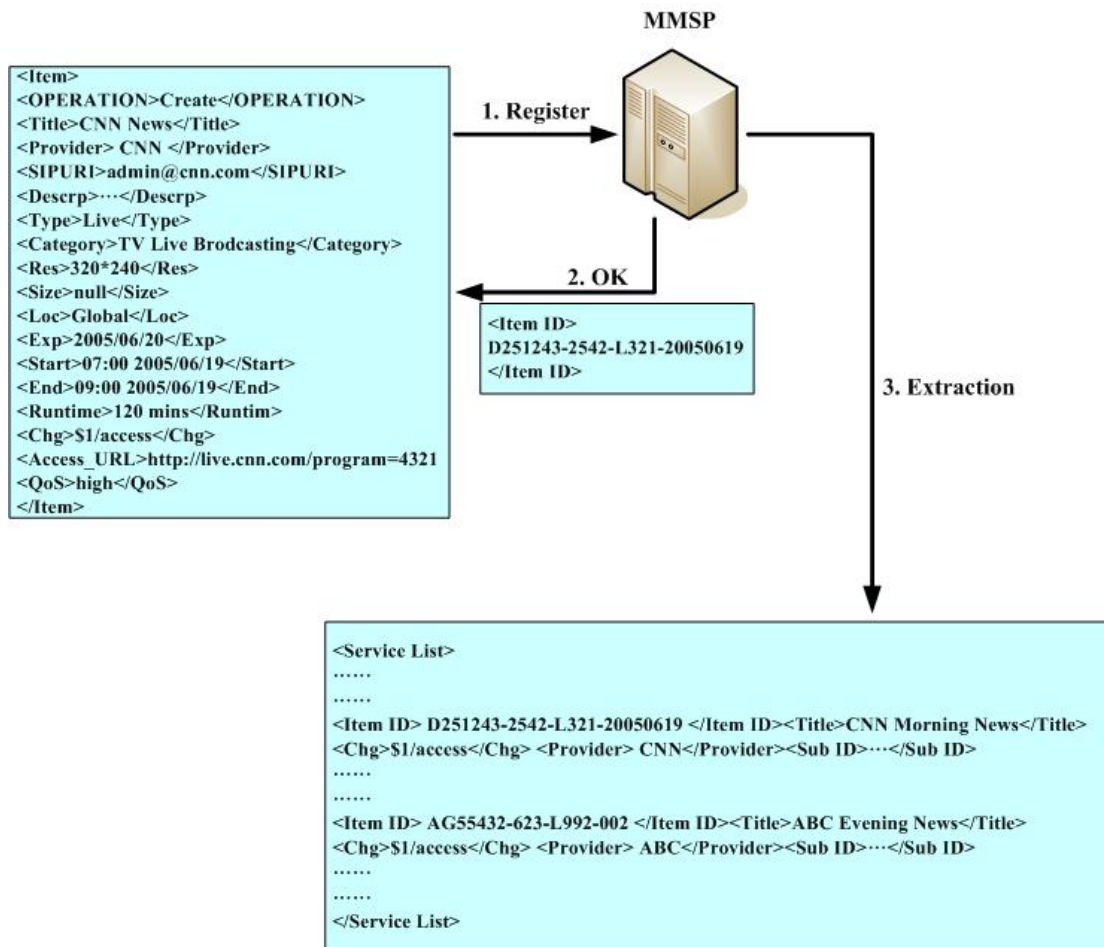 MMSP
<Item>
<OPERATION>Create</OPERATION>
<Title>CNN News</Title>
<Provider> CNN </Provider>
<SIPURI>admin@cnn.com</SIPURI>
<Descrp>···</Descrp>
<Type>Live</Type>
<Category>TV Live Brodcasting</Category>
<Res>320*240</Res>
<Size>null</Size>
<Loc>Global</Loc>
<Exp>2005/06/20</Exp>
<Start>07:00 2005/06/19</Start>
<End>09:00 2005/06/19</End>
<Runtime>120 mins</Runtim>
<Chg>$1/access</Chg>
<Access_URL>http://live.cnn.com/program=4321
<QoS>high</QoS>
</Item>
1. Register
2. OK
<Item ID>
D251243-2542-L321-20050619
</Item ID>
3. Extraction
<Service List>
······
······
<Item ID> D251243-2542-L321-20050619 </Item ID><Title>CNN Morning News</Title>
<Chg>$1/access</Chg> <Provider> CNN</Provider><Sub ID>···</Sub ID>
······
······
<Item ID> AG55432-623-L992-002 </Item ID><Title>ABC Evening News</Title>
<Chg>$1/access</Chg> <Provider> ABC</Provider><Sub ID>···</Sub ID>
······
······
</Service List>